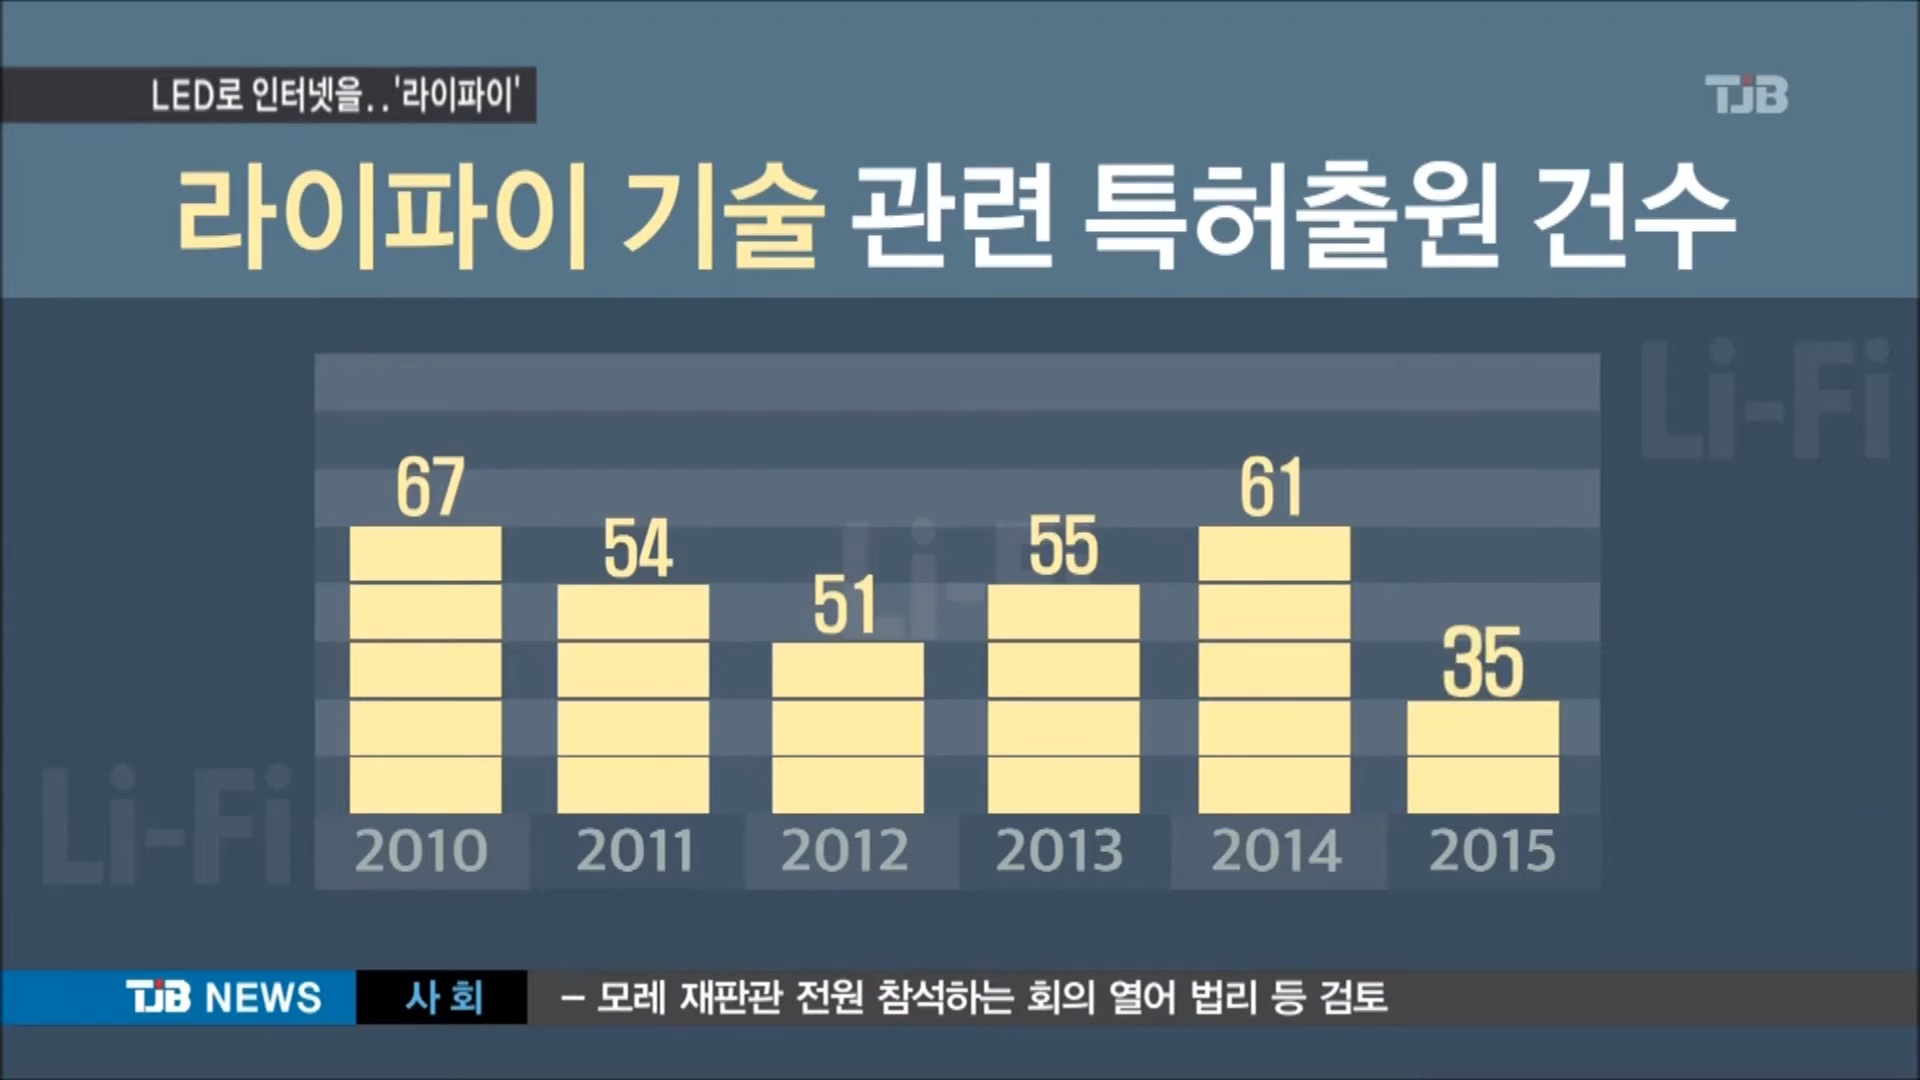 LED로 인터넷을..'라이파이'
TJB
라이파이 기술 관련 특허출원 건수
Li-Fi
67
54
51
55
61
35
Li-Fi
Li-Fi
2010 2011 2012 2013 2014 2015
TJB NEWS 사회 – 모레 재판관 전원 참석하는 회의 열어 법리 등 검토